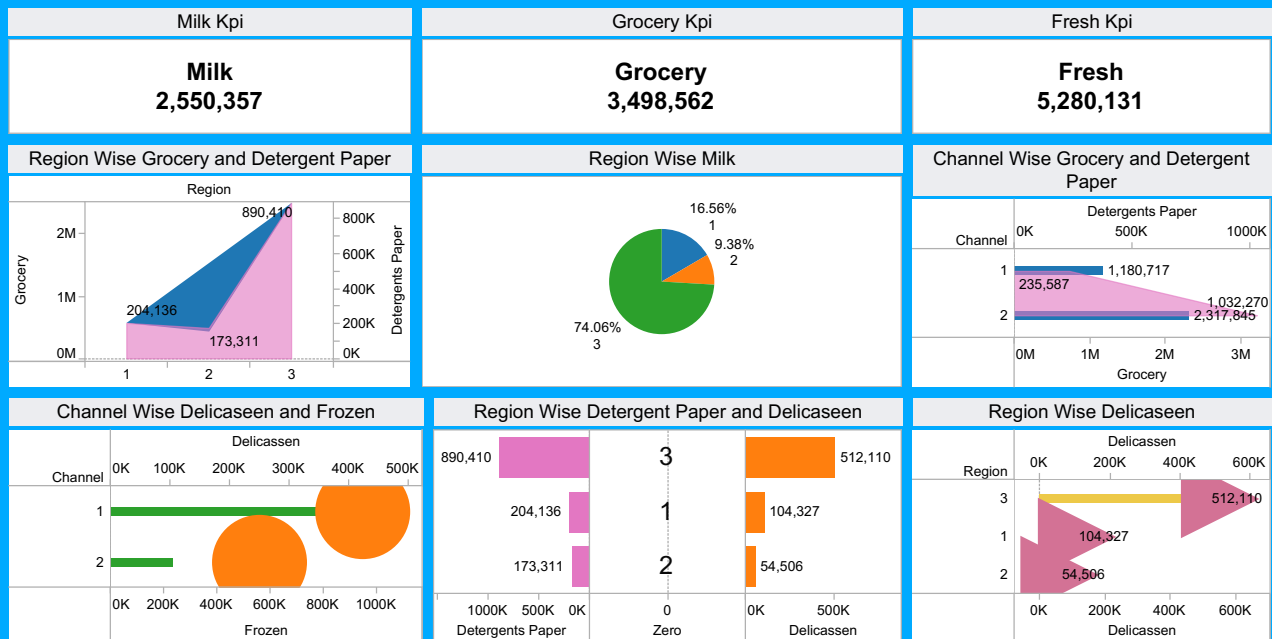 Milk Kpi
Milk
2,550,357
Grocery Kpi
Grocery
3,498,562
Fresh Kpi
Fresh
5,280,131
Region Wise Grocery and Detergent Paper
Region
2M
1M
0M
Grocery
890,410
204,136
173,311
800K
600K
400K
200K
0K
Detergents Paper
1 2 3
Region Wise Milk
16.56%
1
9.38%
2
74.06%
3
Channel Wise Grocery and Detergent
Paper
Detergents Paper
Channel 0K 500K 1000K
1 1,180,717
235,587
1,032,270
2 2,317,845
0M 1M 2M 3M
Grocery
Channel Wise Delicaseen and Frozen
Delicassen
Channel 0K 100K 200K 300K 400K 500K
1
2
0K 200K 400K 600K 800K 1000K
Frozen
Region Wise Detergent Paper and Delicaseen
890,410 3 512,110
204,136 1 104,327
173,311 2 54,506
1000K 500K 0K 0 0K 500K
Detergents Paper Zero Delicassen
Region Wise Delicaseen
Delicassen
Region 0K 200K 400K 600K
3 512,110
1 104,327
2 54,506
0K 200K 400K 600K
Delicassen